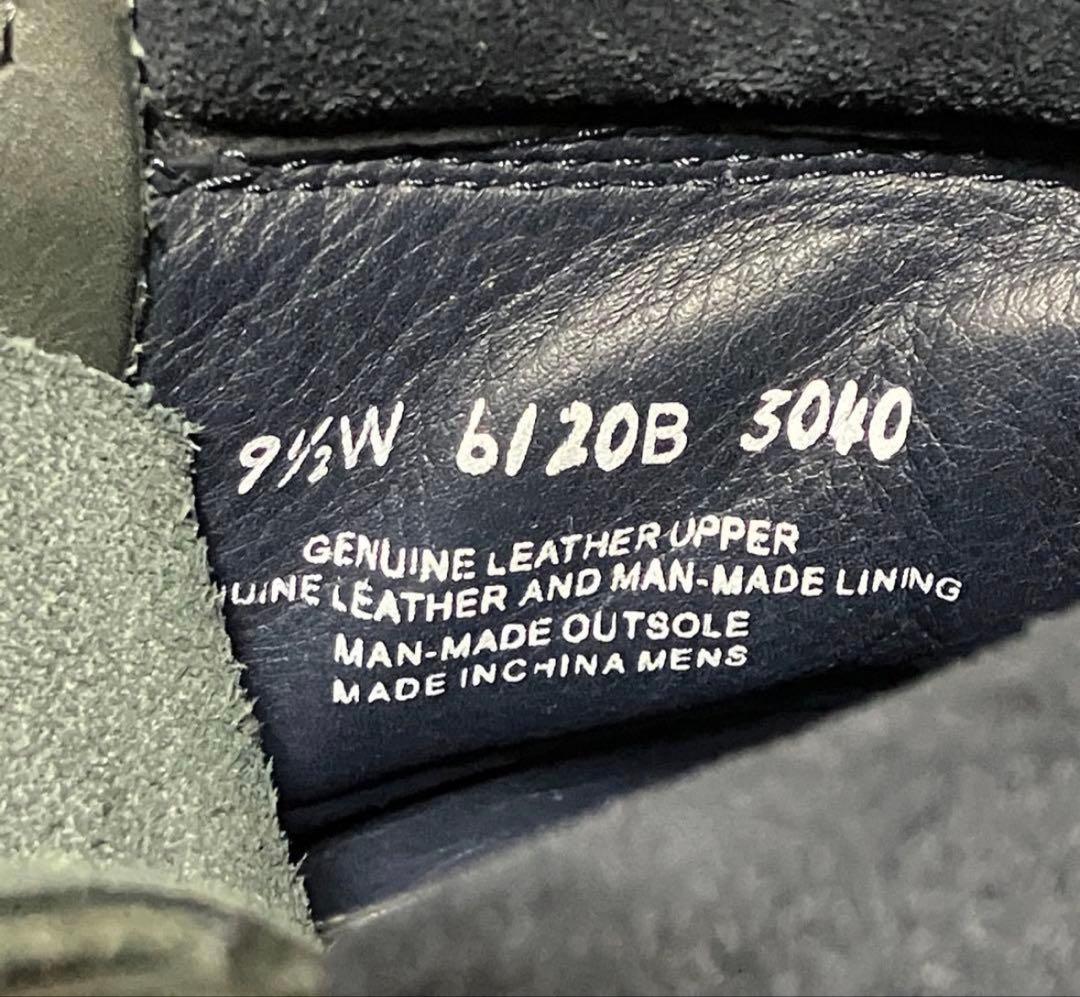 9½W 6120B 5040
GENUINE LEATHER UPPER
UINE LEATHER AND MAN-MADE LINING
MAN-MADE OUTSOLE
MADE IN CHINA MENS